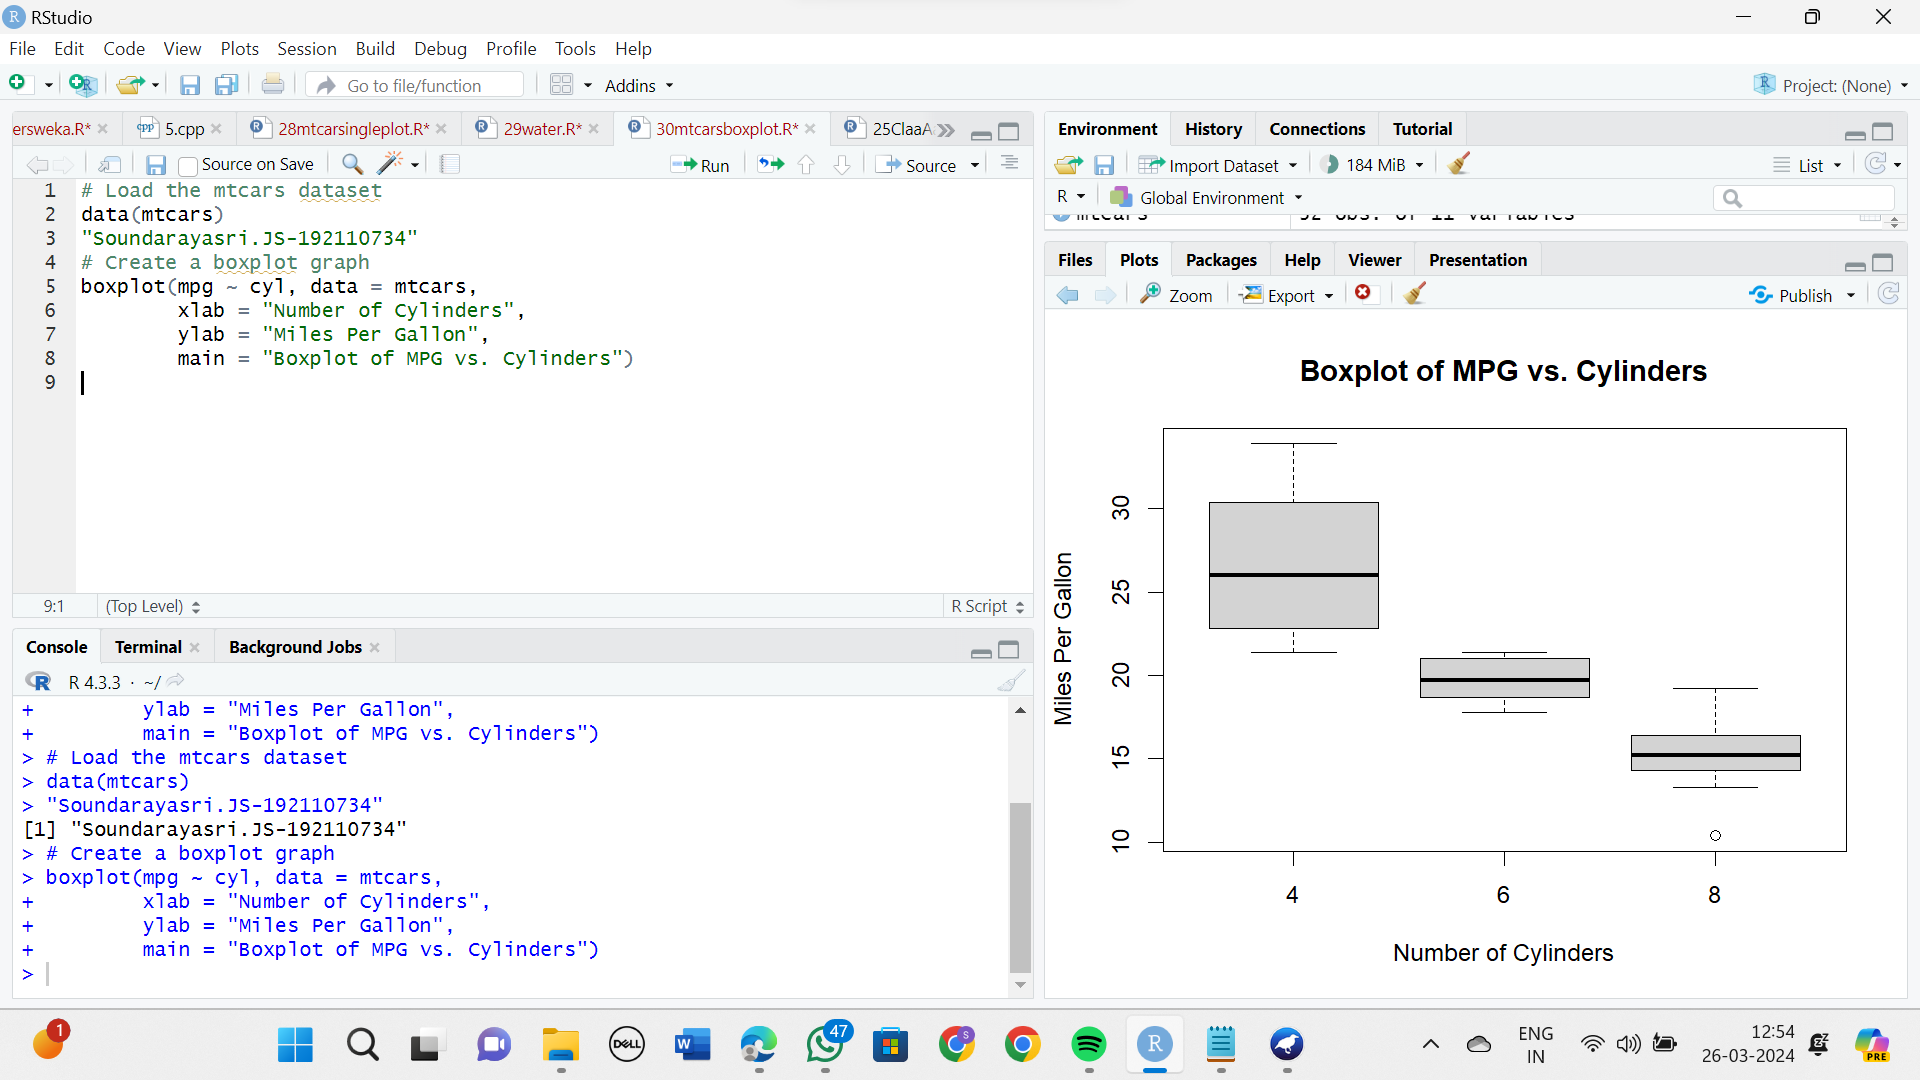 RStudio
File Edit Code View Plots Session Build Debug Profile Tools Help
Go to file/function
Addins
Project: (None)
ersweka.R*
5.cpp
28mtcarsingleplot.R*
29water.R*
30mtcarsboxplot.R*
25ClaaA
Source on Save
Run
Source
1 # Load the mtcars dataset
2 data(mtcars)
3 "Soundarayasri.JS-192110734"
4 # Create a boxplot graph
5 boxplot(mpg ~ cyl, data = mtcars,
6 xlab = "Number of Cylinders",
7 ylab = "Miles Per Gallon",
8 main = "Boxplot of MPG vs. Cylinders")
9
9:1 (Top Level) R Script
Console Terminal Background Jobs
R 4.3.3 · ~/
+ ylab = "Miles Per Gallon",
+ main = "Boxplot of MPG vs. Cylinders")
> # Load the mtcars dataset
> data(mtcars)
> "Soundarayasri.JS-192110734"
[1] "Soundarayasri.JS-192110734"
> # Create a boxplot graph
> boxplot(mpg ~ cyl, data = mtcars,
+ xlab = "Number of Cylinders",
+ ylab = "Miles Per Gallon",
+ main = "Boxplot of MPG vs. Cylinders")
>
Environment History Connections Tutorial
Import Dataset 184 MiB List
R Global Environment
mtcars 32 obs. of 11 variables
Files Plots Packages Help Viewer Presentation
Zoom Export Publish
Boxplot of MPG vs. Cylinders
Miles Per Gallon
30
25
20
15
10
4 6 8
Number of Cylinders
1
DELL
W
47
S
R
ENG
IN
12:54
26-03-2024
PRE